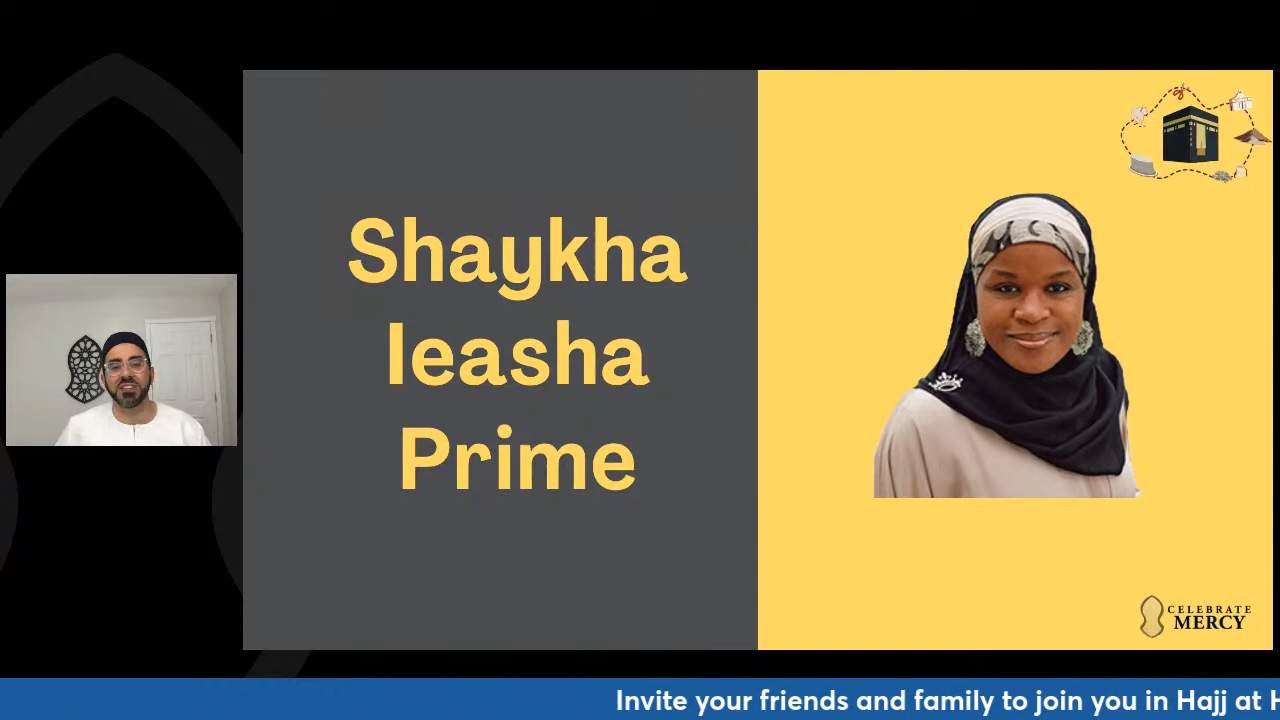 Shaykha
Ieasha
Prime
CELEBRATE
MERCY
Invite your friends and family to join you in Hajj at H